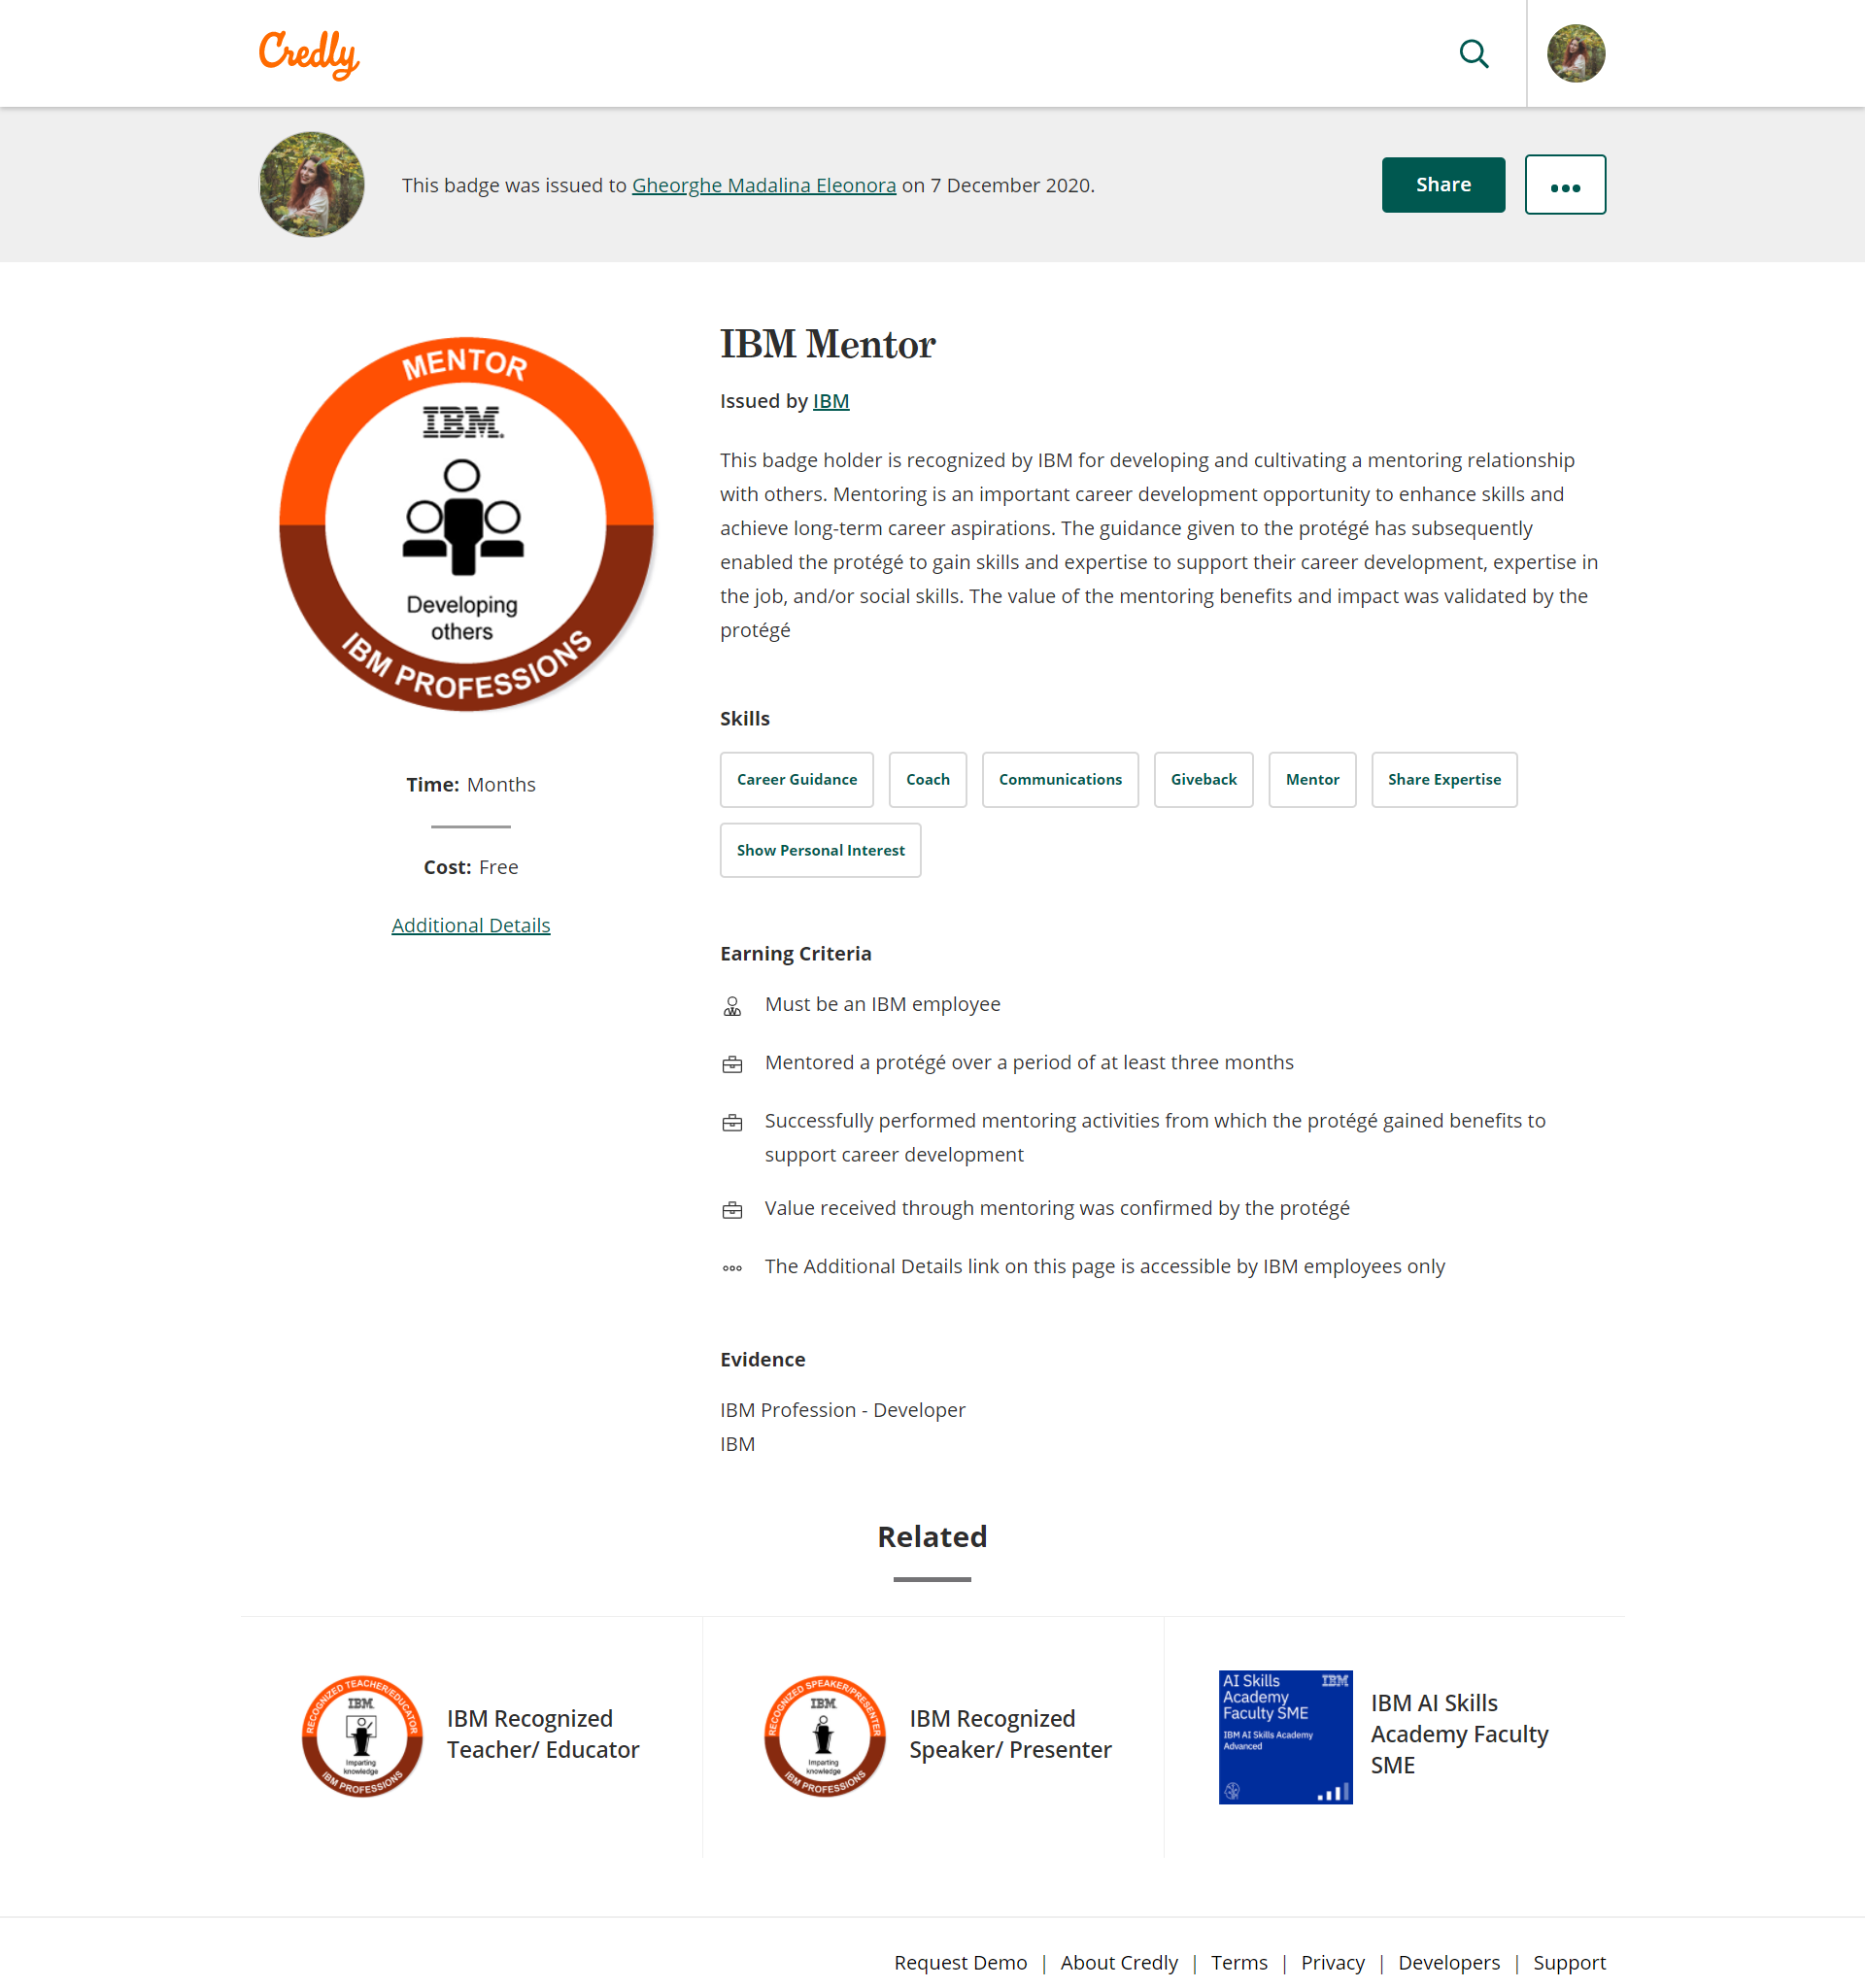 Credly
This badge was issued to Gheorghe Madalina Eleonora on 7 December 2020.
Share
MENTOR
IBM
Developing
others
IBM PROFESSIONS
Time: Months
Cost: Free
Additional Details
IBM Mentor
Issued by IBM
This badge holder is recognized by IBM for developing and cultivating a mentoring relationship
with others. Mentoring is an important career development opportunity to enhance skills and
achieve long-term career aspirations. The guidance given to the protégé has subsequently
enabled the protégé to gain skills and expertise to support their career development, expertise in
the job, and/or social skills. The value of the mentoring benefits and impact was validated by the
protégé
Skills
Career Guidance
Coach
Communications
Giveback
Mentor
Share Expertise
Show Personal Interest
Earning Criteria
Must be an IBM employee
Mentored a protégé over a period of at least three months
Successfully performed mentoring activities from which the protégé gained benefits to
support career development
Value received through mentoring was confirmed by the protégé
The Additional Details link on this page is accessible by IBM employees only
Evidence
IBM Profession - Developer
IBM
Related
RECOGNIZED TEACHER/EDUCATOR
IBM
Imparting
knowledge
IBM PROFESSIONS
IBM Recognized
Teacher/ Educator
RECOGNIZED SPEAKER/PRESENTER
IBM
Imparting
knowledge
IBM PROFESSIONS
IBM Recognized
Speaker/ Presenter
AI Skills
Academy
Faculty SME
IBM
IBM AI Skills Academy
Advanced
IBM AI Skills
Academy Faculty
SME
Request Demo | About Credly | Terms | Privacy | Developers | Support